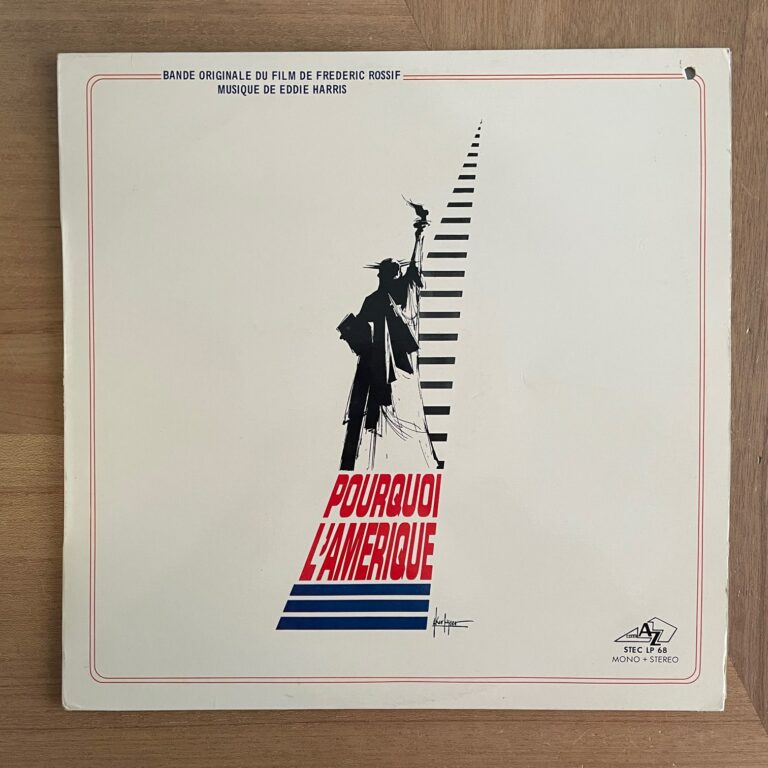 BANDE ORIGINALE DU FILM DE FREDERIC ROSSIF
MUSIQUE DE EDDIE HARRIS
POURQUOI
L'AMERIQUE
AZ
STEC LP 68
MONO + STEREO